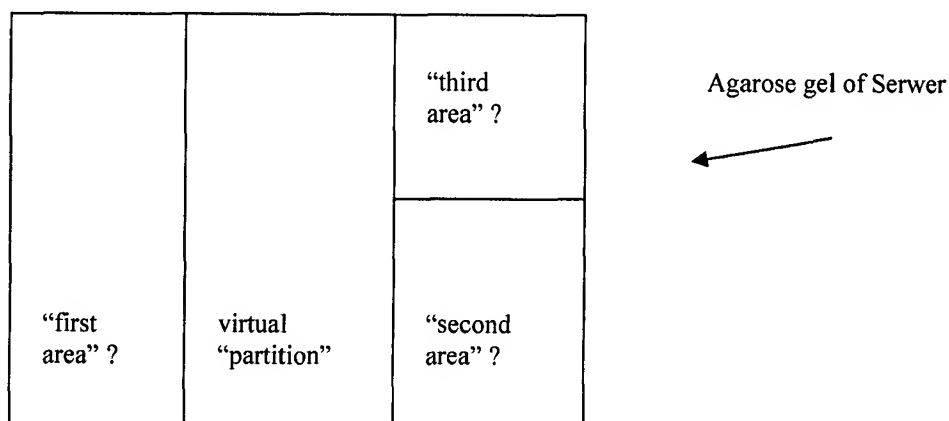 “third
area” ?
Agarose gel of Serwer
“first
area” ?
virtual
“partition”
“second
area” ?